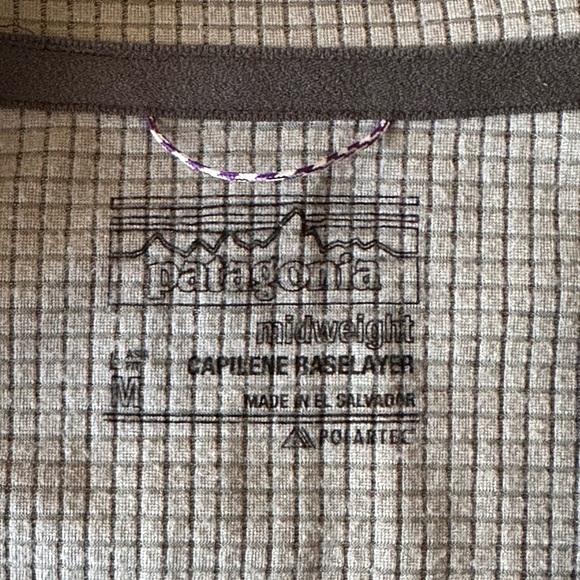 patagonia
midweight
CAPILENE BASELAYER
M
MADE IN EL SALVADOR
POLARTEC